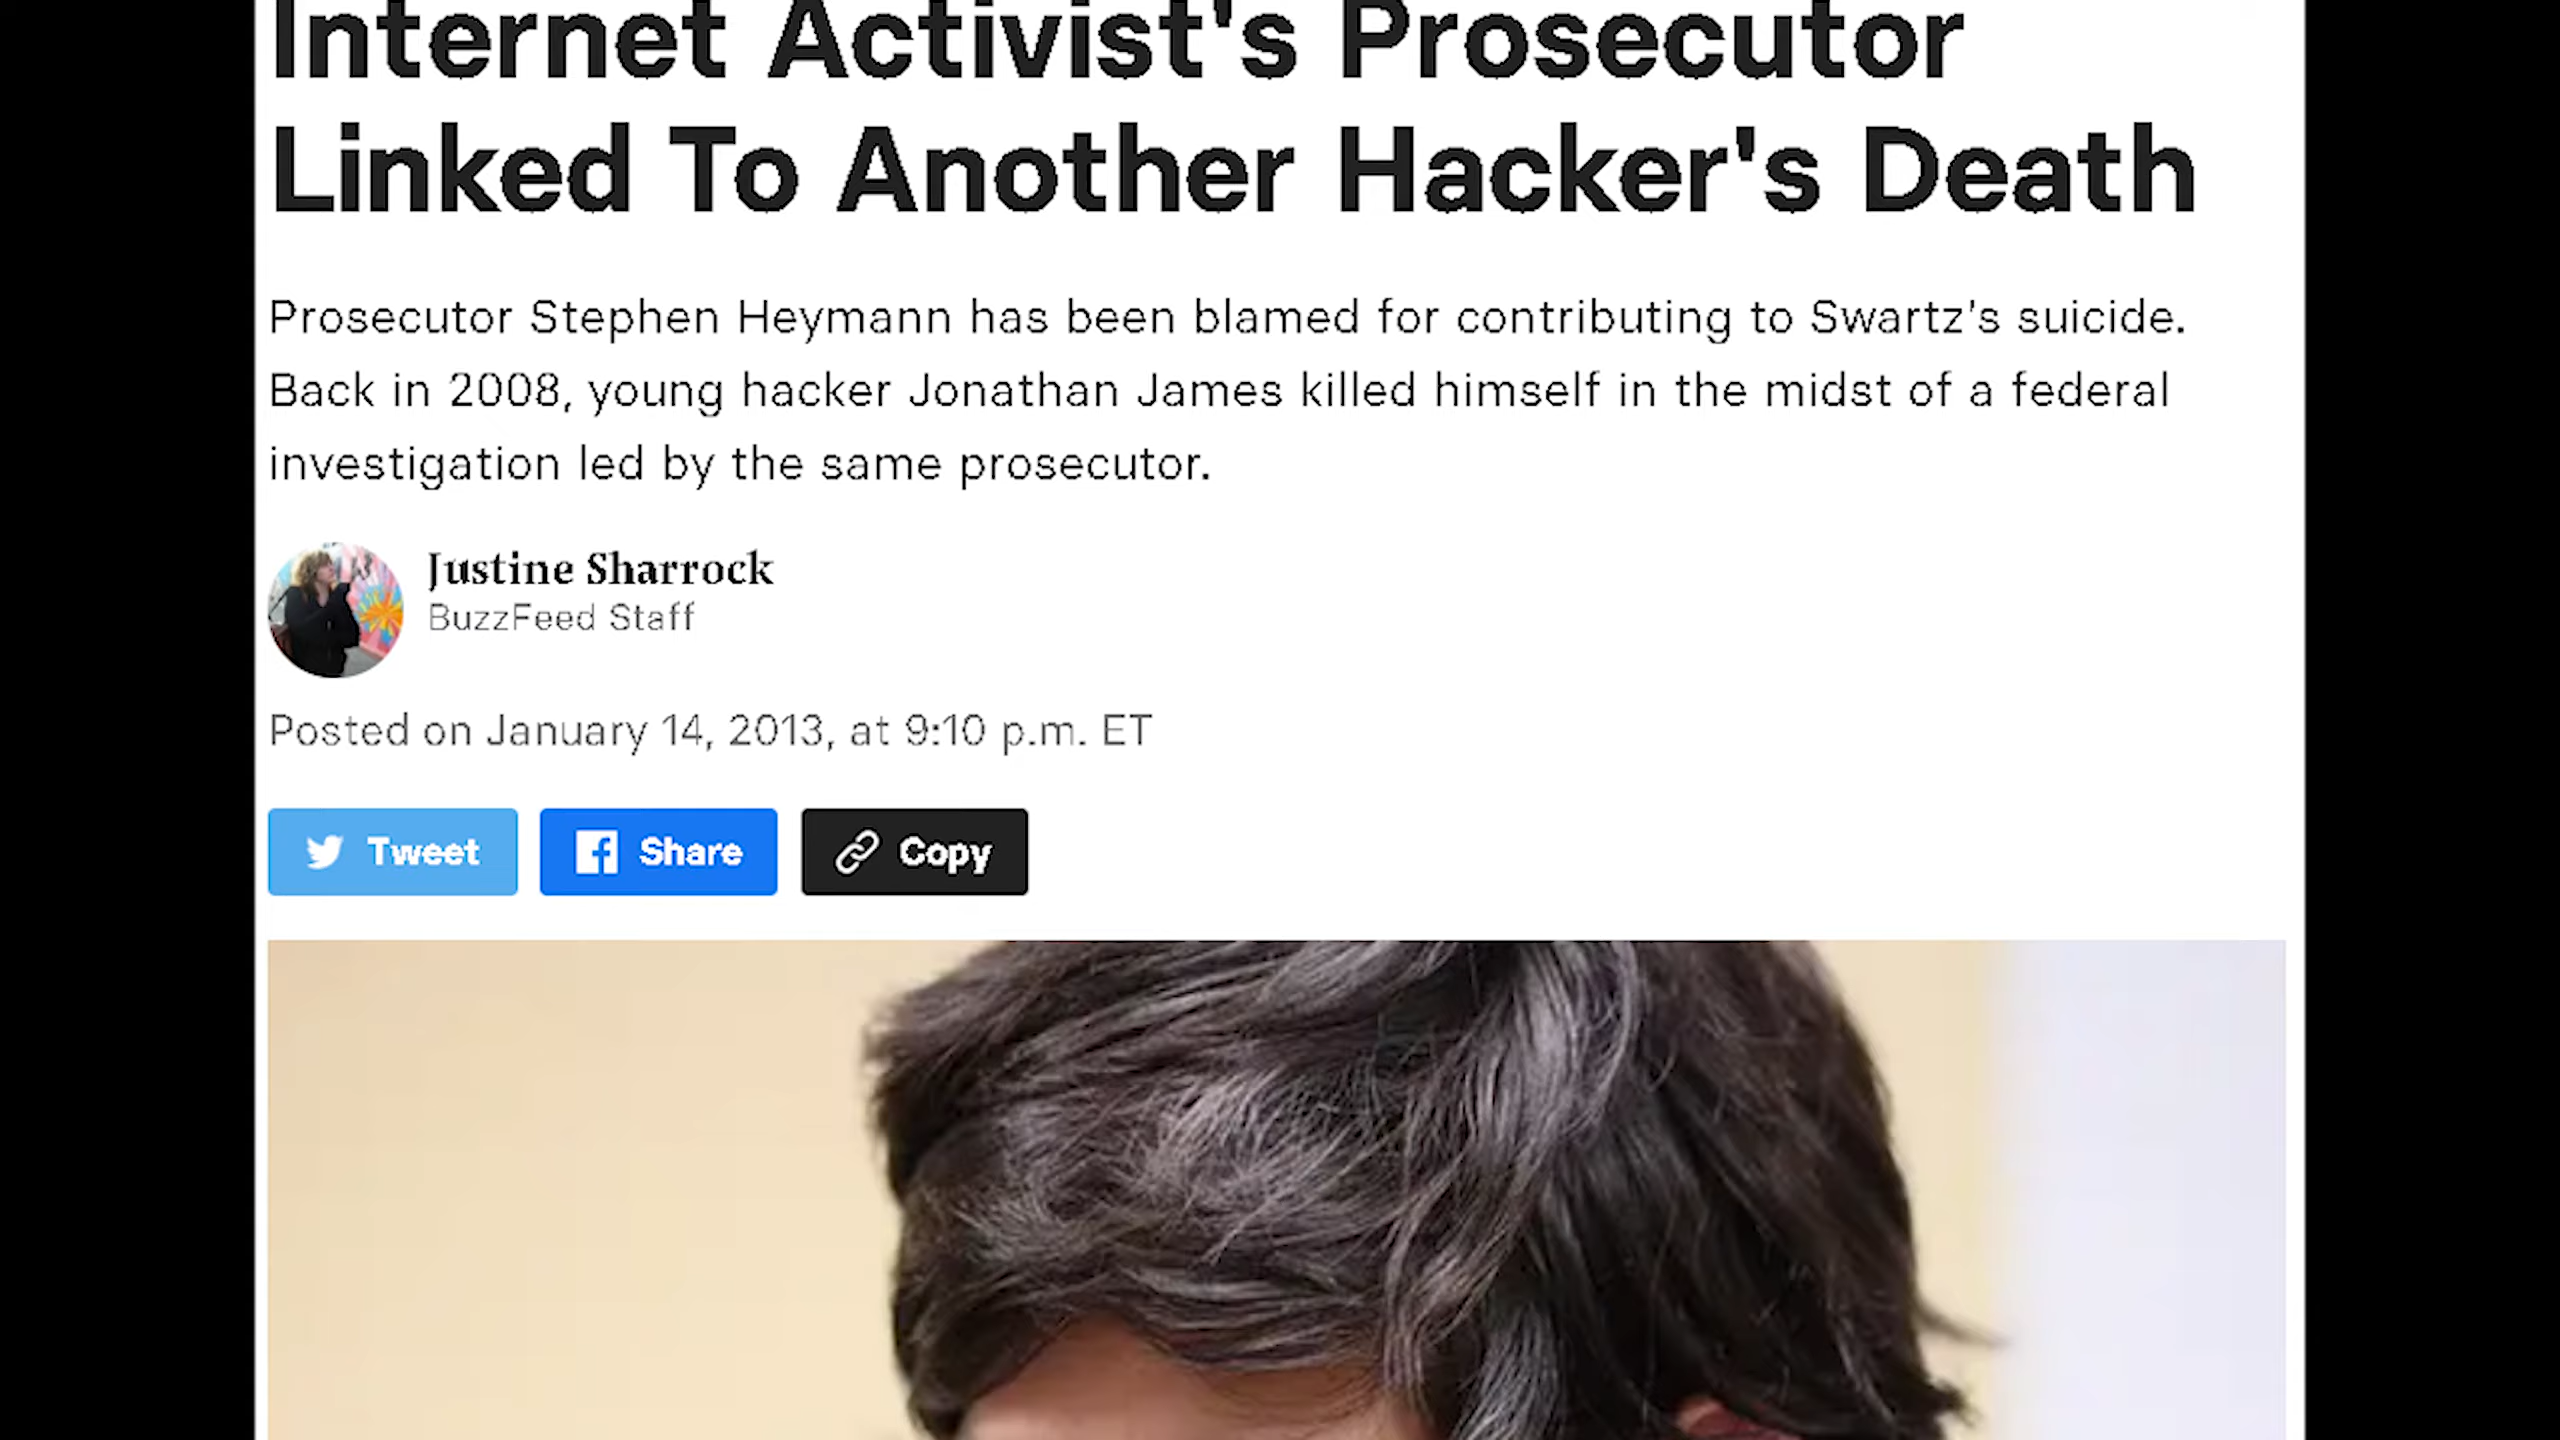 Internet Activist's Prosecutor
Linked To Another Hacker's Death
Prosecutor Stephen Heymann has been blamed for contributing to Swartz's suicide.
Back in 2008, young hacker Jonathan James killed himself in the midst of a federal
investigation led by the same prosecutor.
Justine Sharrock
BuzzFeed Staff
Posted on January 14, 2013, at 9:10 p.m. ET
Tweet
Share
Copy